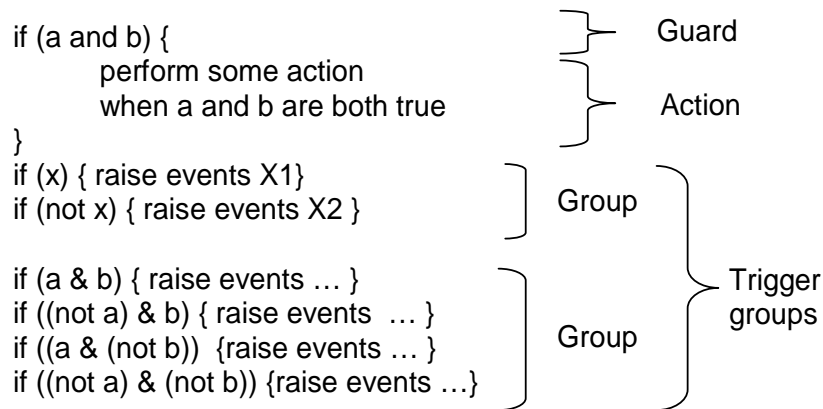 if (a and b) {
Guard
perform some action
when a and b are both true
Action
}
if (x) { raise events X1}
if (not x) { raise events X2 }
Group
if (a & b) { raise events … }
if ((not a) & b) { raise events … }
if ((a & (not b)) {raise events … }
if ((not a) & (not b)) {raise events …}
Group
Trigger
groups